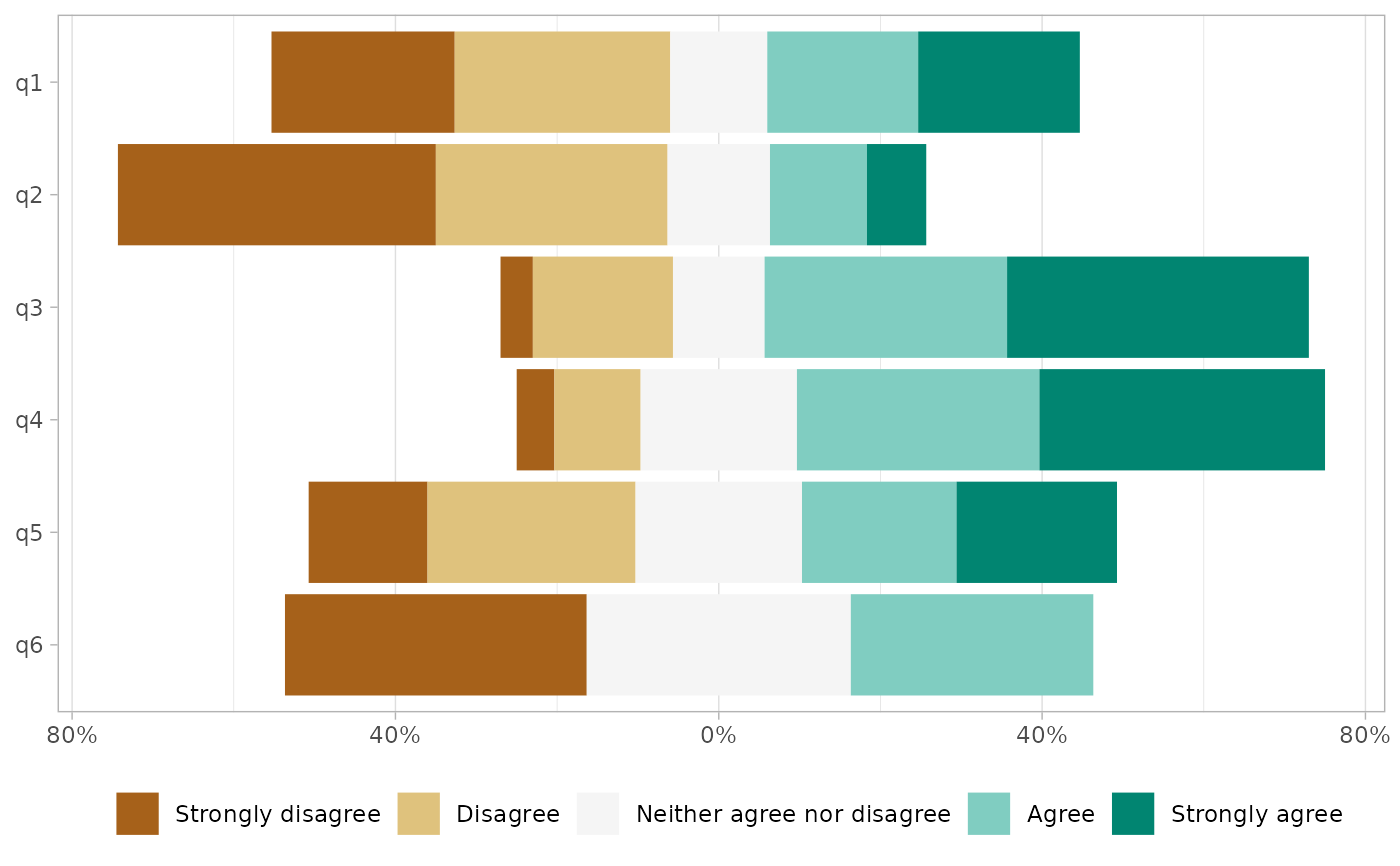 q1
q2
q3
q4
q5
q6
80% 40% 0% 40% 80%
Strongly disagree Disagree Neither agree nor disagree Agree Strongly agree